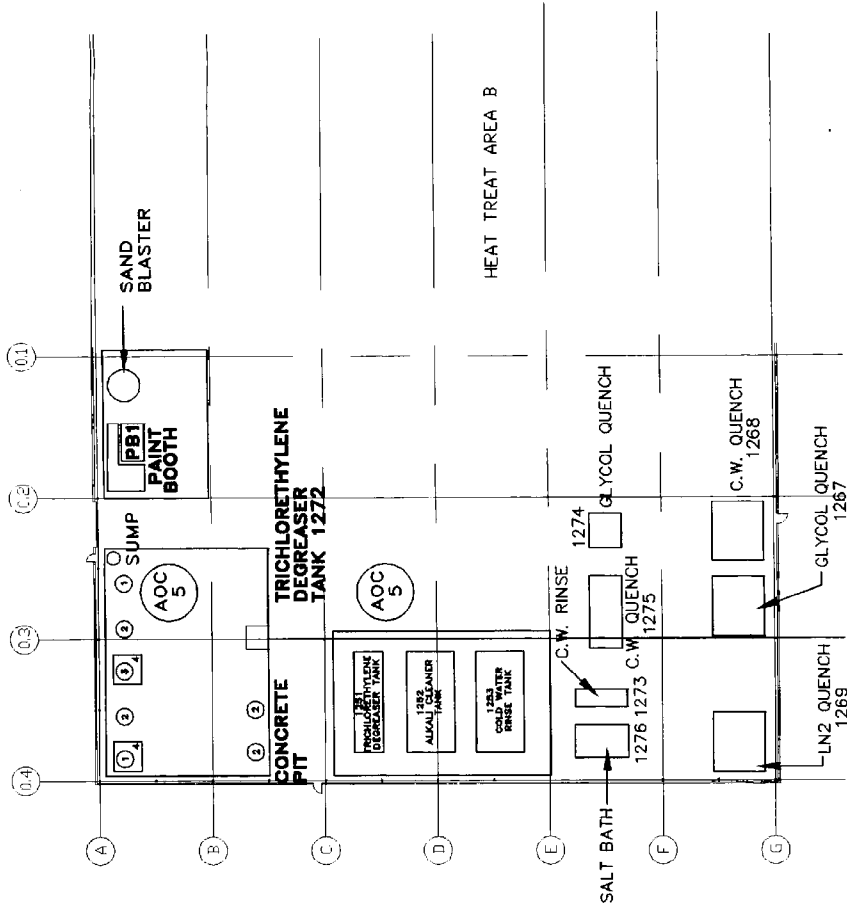 0.1
0.2
0.3
0.4
A
B
C
D
E
F
G
SAND
BLASTER
PB1
PAINT
BOOTH
SUMP
1
2
3
4
2
1
4
2
2
AOC
5
CONCRETE
PIT
TRICHLORETHYLENE
DEGREASER
TANK 1272
AOC
5
1251
TRICHLORETHYLENE
DEGREASER TANK
1252
ALKALI CLEANER
TANK
1253
COLD WATER
RINSE TANK
HEAT TREAT AREA B
1274
GLYCOL QUENCH
C.W. RINSE
C.W. QUENCH
1275
1276 1273
SALT BATH
C.W. QUENCH
1268
GLYCOL QUENCH
1267
LN2 QUENCH
1269